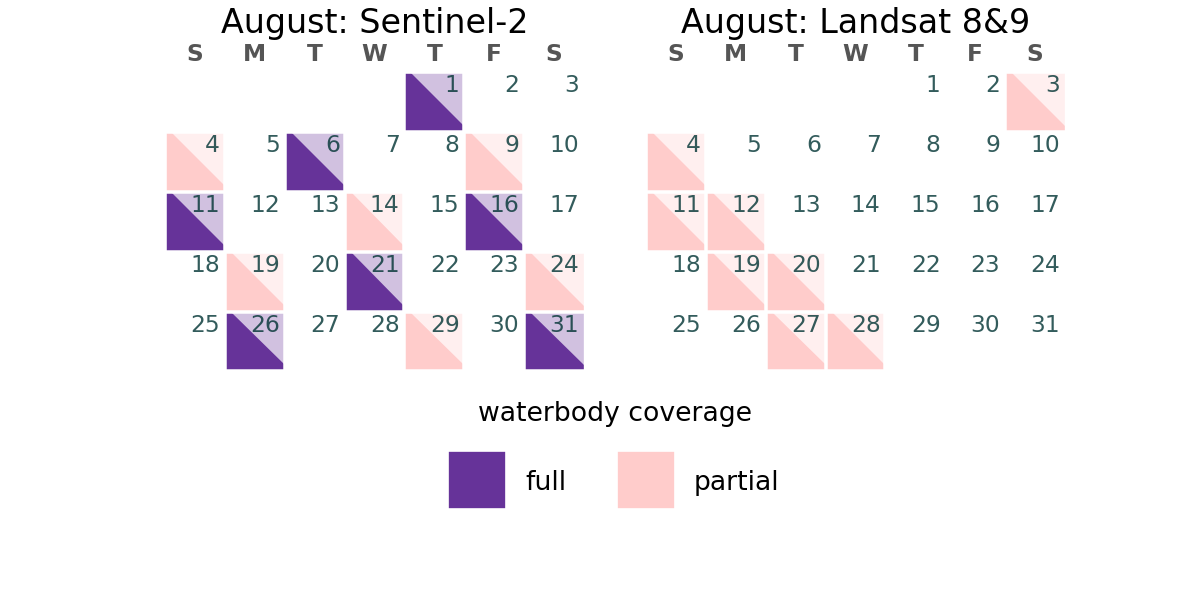 August: Sentinel-2
S M T W T F S
1 2 3
4 5 6 7 8 9 10
11 12 13 14 15 16 17
18 19 20 21 22 23 24
25 26 27 28 29 30 31
August: Landsat 8&9
S M T W T F S
1 2 3
4 5 6 7 8 9 10
11 12 13 14 15 16 17
18 19 20 21 22 23 24
25 26 27 28 29 30 31
waterbody coverage
full
partial